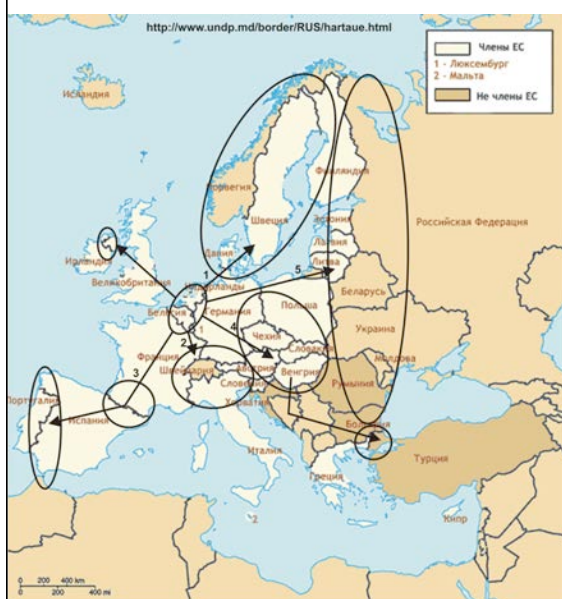 http://www.undp.md/border/RUS/hartaue.html
Члены ЕС
1 - Люксембург
2 - Мальта
Не члены ЕС
Исландия
Норвегия
Финляндия
Швеция
Эстония
Российская Федерация
Латвия
Дания
Литва
1
5
Ирландия
Нидерланды
Великобритания
Беларусь
Польша
Бельгия
Германия
4
1
Чехия
Украина
2
Словакия
3
Франция
Австрия
Молдова
Швейцария
Венгрия
Словения
Румыния
Хорватия
Португалия
Испания
Болгария
Италия
Турция
Греция
2
Кипр
0 200 400 km
0 200 400 mi